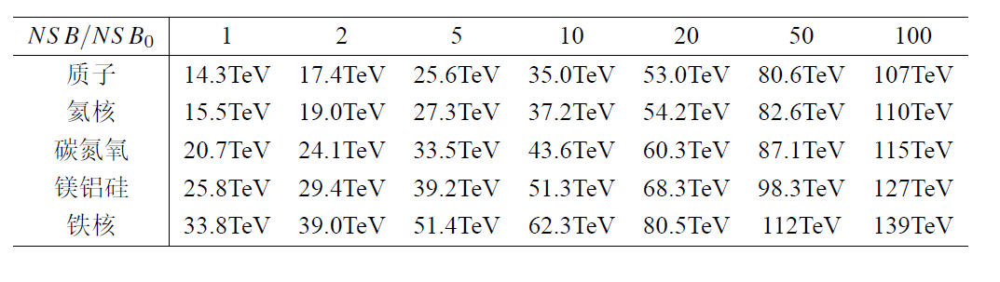 NSB/NSB₀ 1 2 5 10 20 50 100
质子 14.3TeV 17.4TeV 25.6TeV 35.0TeV 53.0TeV 80.6TeV 107TeV
氦核 15.5TeV 19.0TeV 27.3TeV 37.2TeV 54.2TeV 82.6TeV 110TeV
碳氮氧 20.7TeV 24.1TeV 33.5TeV 43.6TeV 60.3TeV 87.1TeV 115TeV
镁铝硅 25.8TeV 29.4TeV 39.2TeV 51.3TeV 68.3TeV 98.3TeV 127TeV
铁核 33.8TeV 39.0TeV 51.4TeV 62.3TeV 80.5TeV 112TeV 139TeV